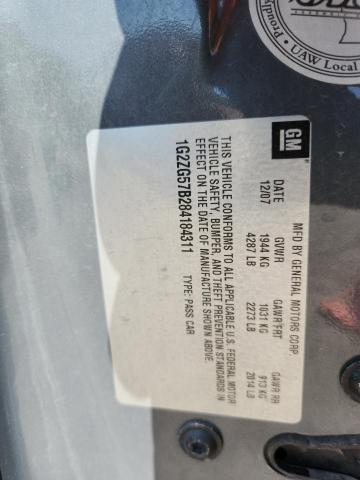 Proudly
UAW Local
GM
MFD BY GENERAL MOTORS CORP.
DATE GVWR GAWR FRT GAWR RR
12/07 1944 KG 1031 KG 913 KG
4287 LB 2273 LB 2014 LB
THIS VEHICLE CONFORMS TO ALL APPLICABLE U.S. FEDERAL MOTOR
VEHICLE SAFETY, BUMPER, AND THEFT PREVENTION STANDARDS IN
EFFECT ON THE DATE OF MANUFACTURE SHOWN ABOVE.
1G2ZG57B284184311 TYPE: PASS CAR